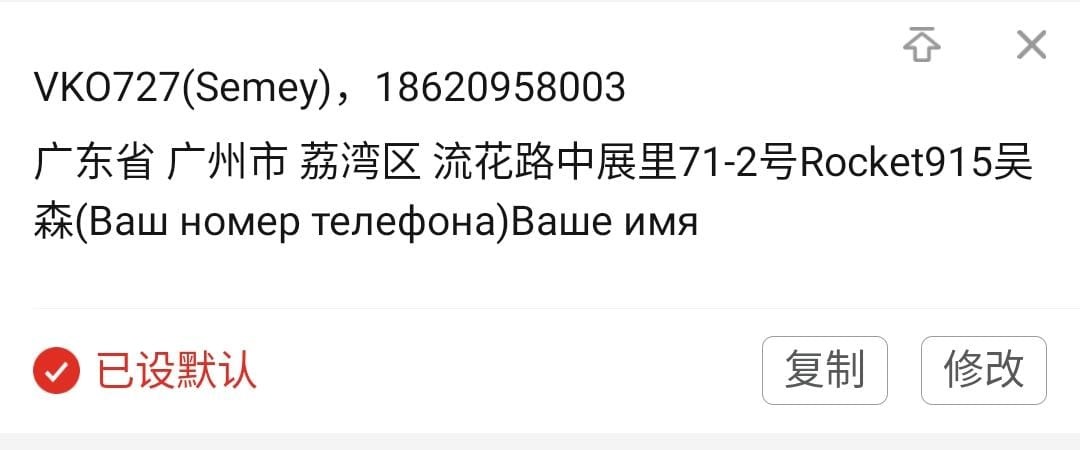 VKO727(Semey)，18620958003
广东省 广州市 荔湾区 流花路中展里71-2号Rocket915吴
森(Ваш номер телефона)Ваше имя
已设默认
复制
修改